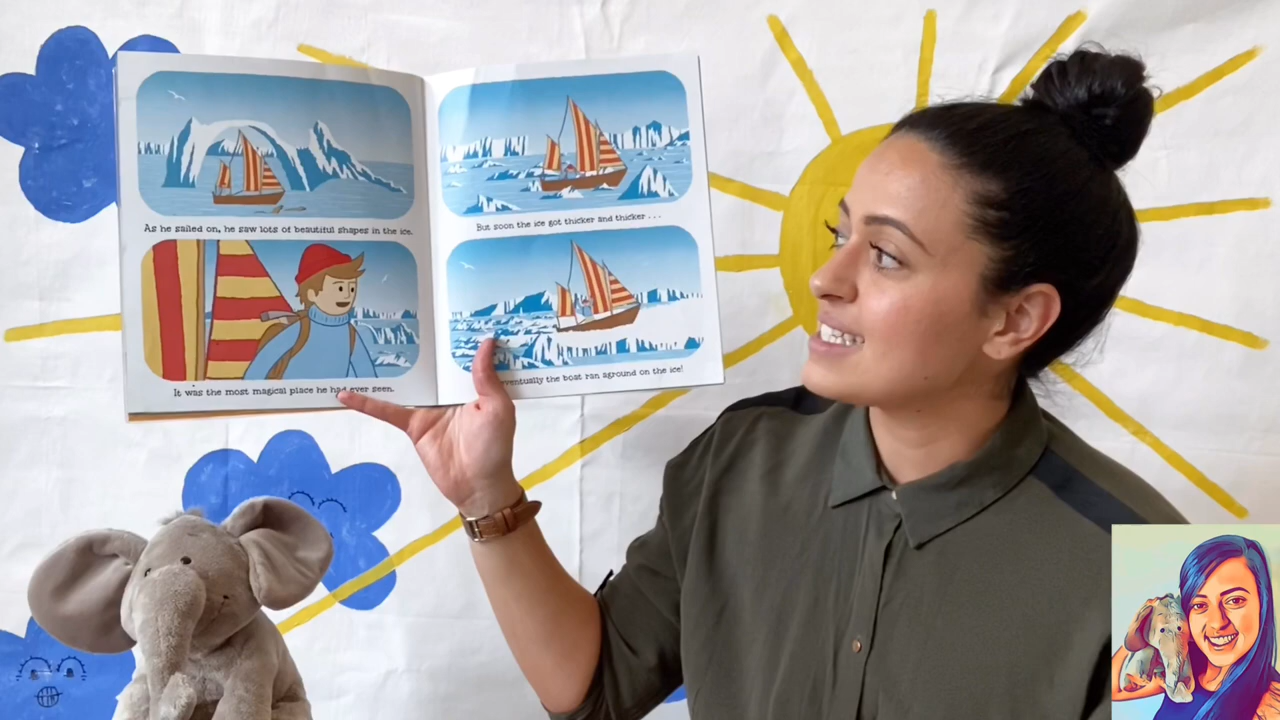 As he sailed on, he saw lots of beautiful shapes in the ice.
It was the most magical place he had ever seen.
But soon the ice got thicker and thicker . . .
eventually the boat ran aground on the ice!